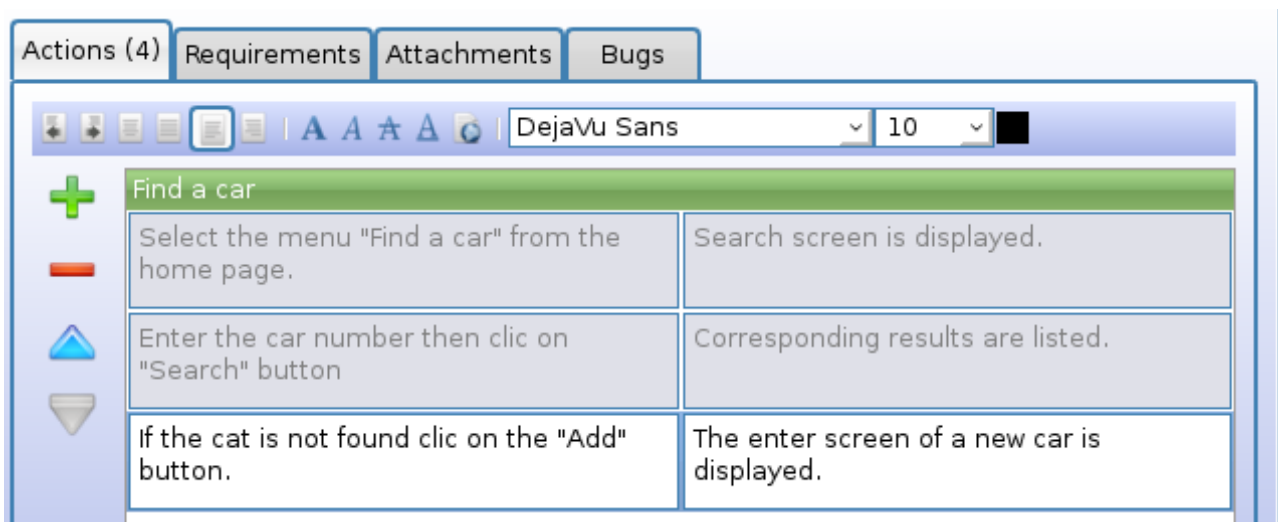 Actions (4) Requirements Attachments Bugs
DejaVu Sans 10
Find a car
Select the menu "Find a car" from the
home page.
Search screen is displayed.
Enter the car number then clic on
"Search" button
Corresponding results are listed.
If the cat is not found clic on the "Add"
button.
The enter screen of a new car is
displayed.